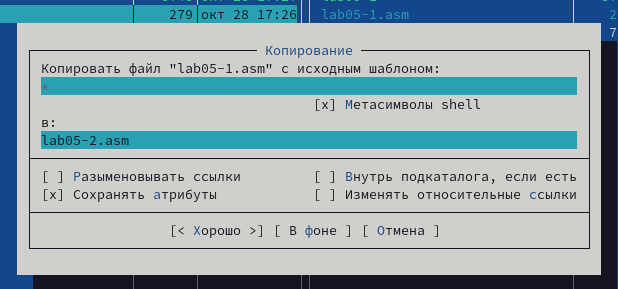 279 окт 28 17:26
lab05-1.asm 2
7
Копирование
Копировать файл "lab05-1.asm" с исходным шаблоном:
*
[x] Метасимволы shell
в:
lab05-2.asm
[ ] Разыменовывать ссылки [ ] Внутрь подкаталога, если есть
[x] Сохранять атрибуты [ ] Изменять относительные ссылки
[< Хорошо >] [ В фоне ] [ Отмена ]